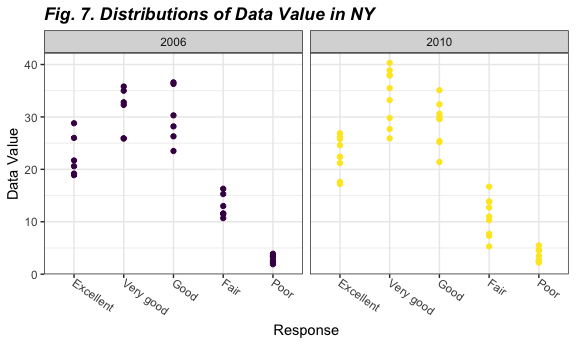 Fig. 7. Distributions of Data Value in NY
2006
2010
Data Value
40
30
20
10
0
Excellent
Very good
Good
Fair
Poor
Excellent
Very good
Good
Fair
Poor
Response